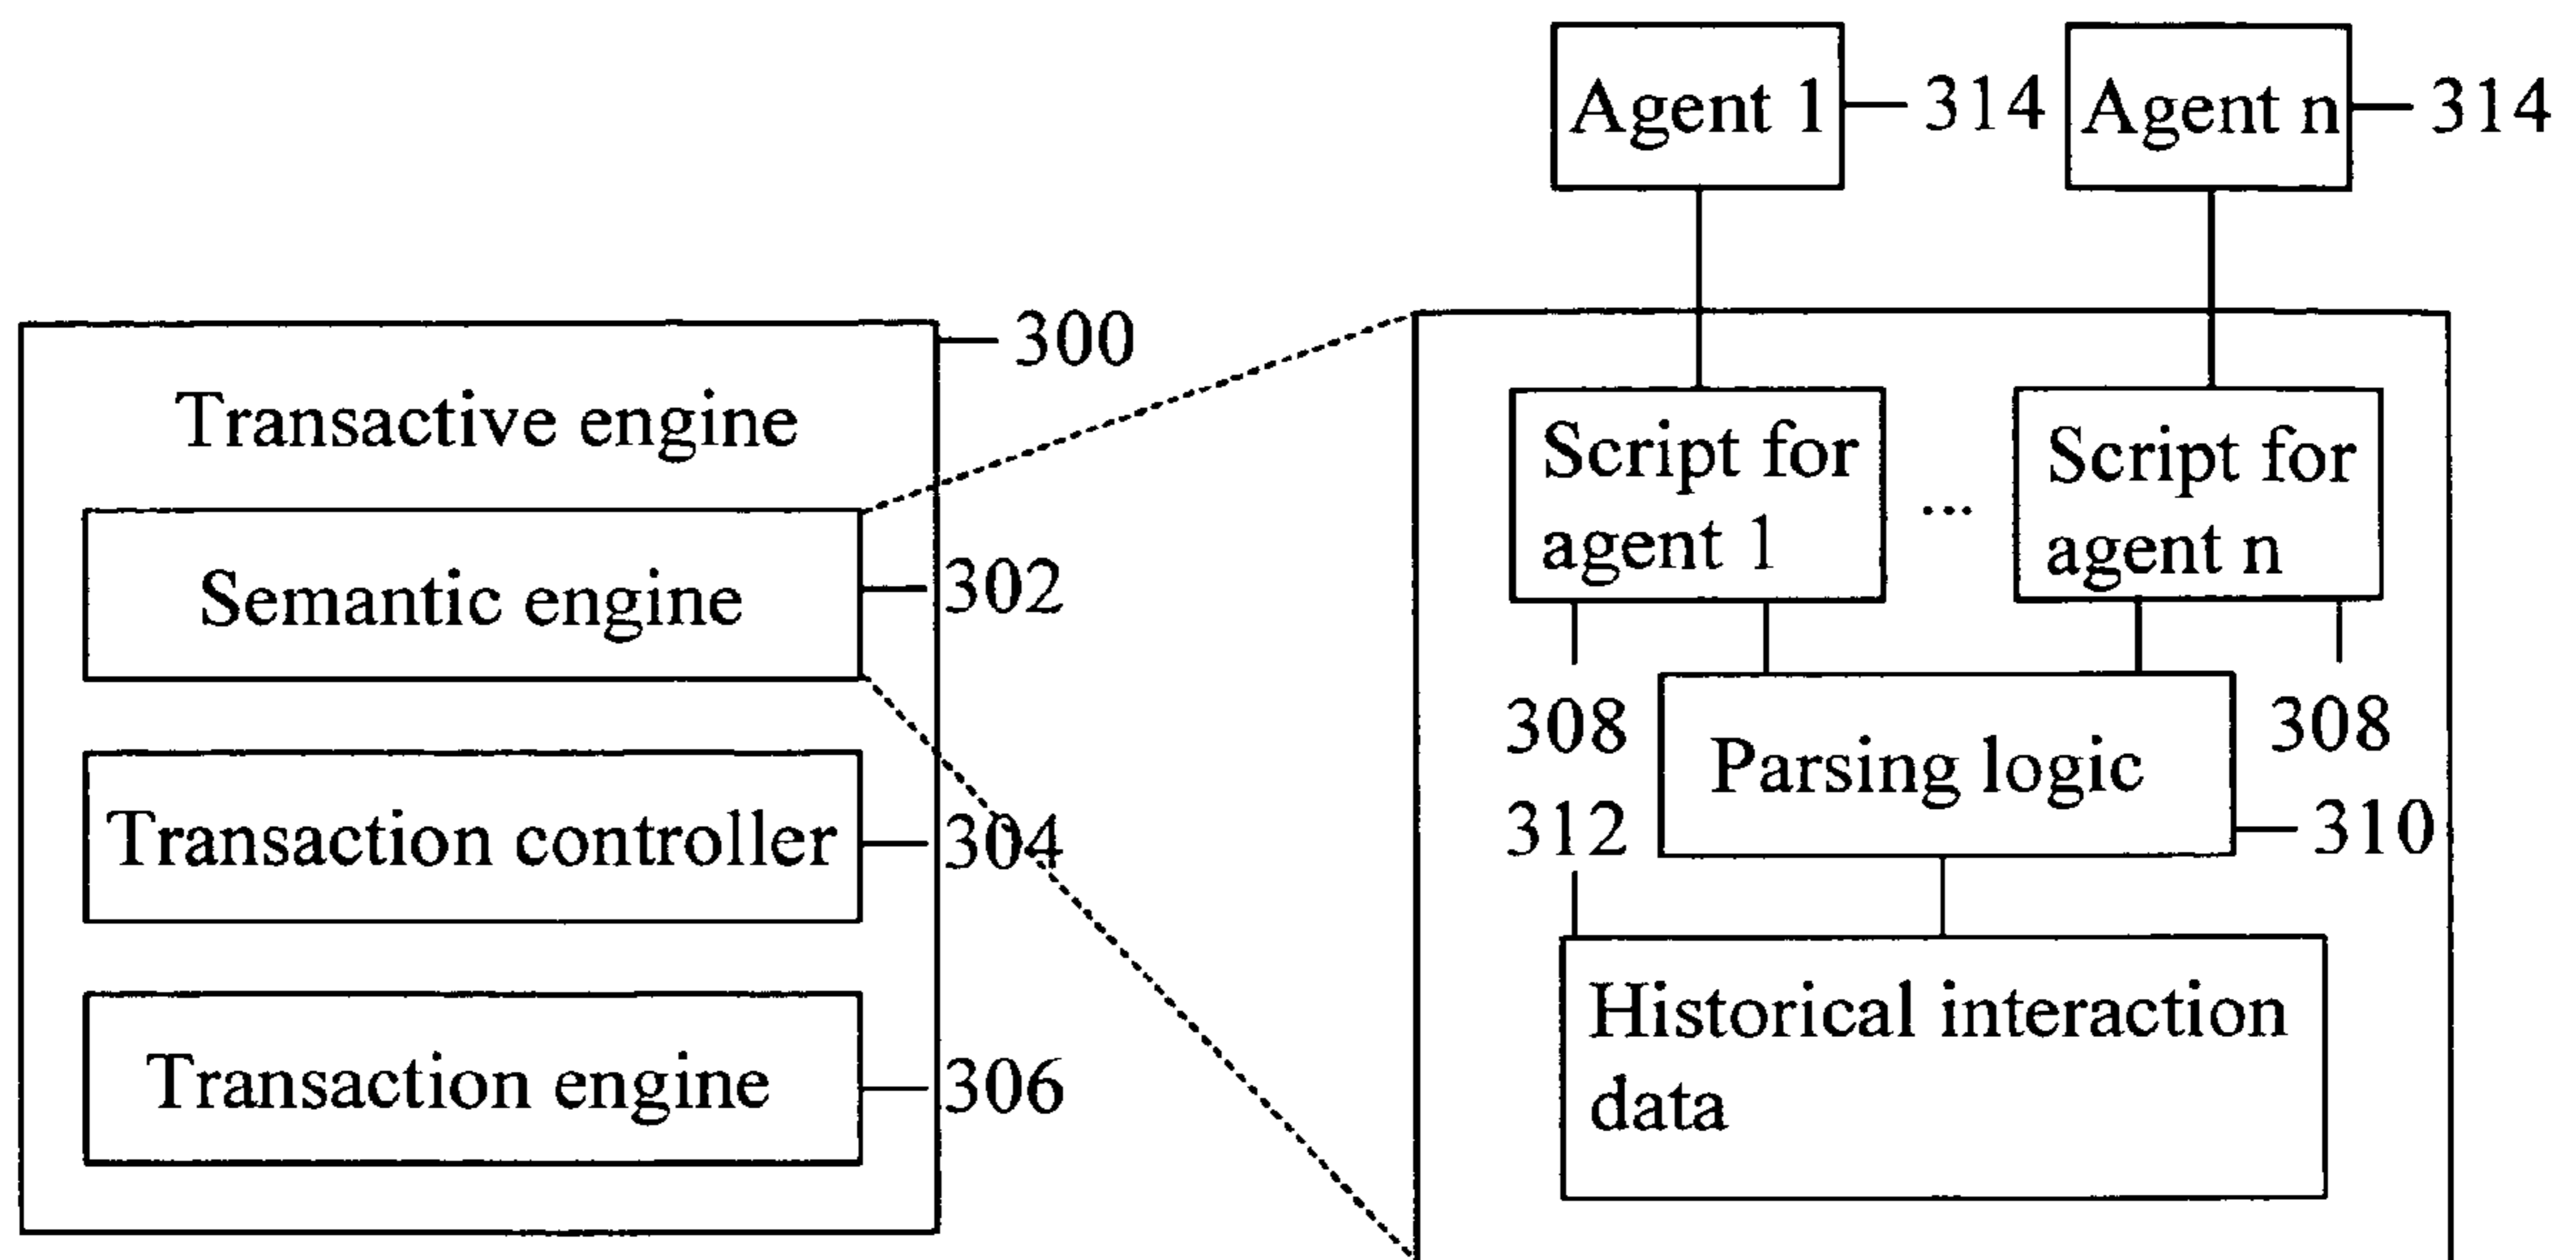 Agent 1
314
Agent n
314
300
Transactive engine
Semantic engine
302
Transaction controller
304
Transaction engine
306
Script for
agent 1
...
Script for
agent n
308
308
Parsing logic
310
312
Historical interaction
data